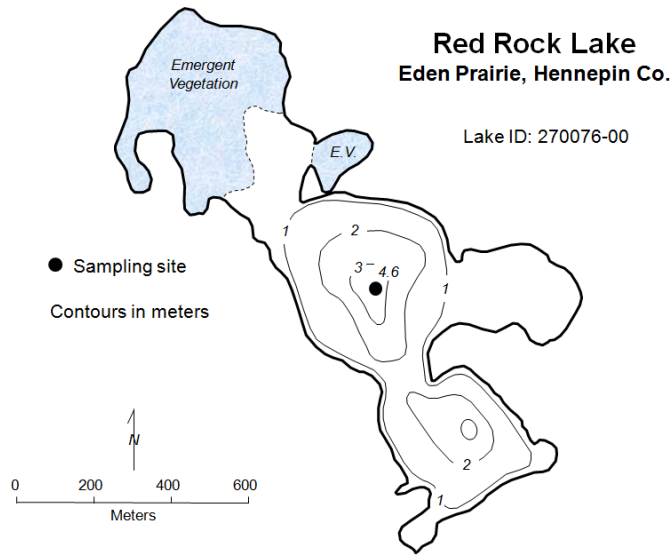 Red Rock Lake
Eden Prairie, Hennepin Co.
Lake ID: 270076-00
Emergent
Vegetation
E.V.
1
2
3
4.6
1
Sampling site
Contours in meters
N
2
1
0 200 400 600
Meters